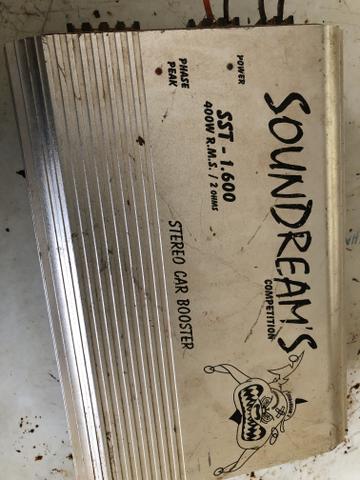 SOUNDREAM'S
COMPETITION
POWER
SST - 1.600
400W R.M.S. / 2 OHMS
PHASE
PEAK
STEREO CAR BOOSTER